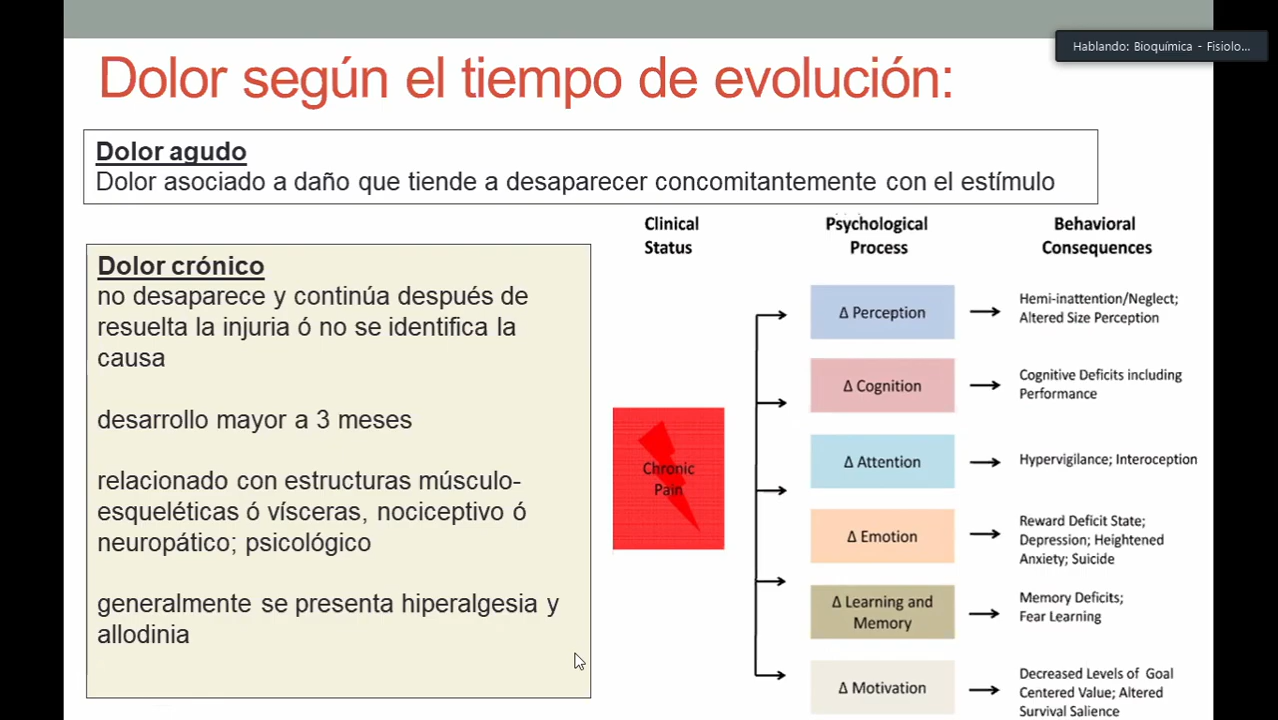 Hablando: Bioquímica - Fisiolo...
Dolor según el tiempo de evolución:
Dolor agudo
Dolor asociado a daño que tiende a desaparecer concomitantemente con el estímulo
Dolor crónico
no desaparece y continúa después de
resuelta la injuria ó no se identifica la
causa
desarrollo mayor a 3 meses
relacionado con estructuras músculo-
esqueléticas ó vísceras, nociceptivo ó
neuropático; psicológico
generalmente se presenta hiperalgesia y
allodinia
Clinical
Status
Psychological
Process
Behavioral
Consequences
Chronic
Pain
Δ Perception
Hemi-inattention/Neglect;
Altered Size Perception
Δ Cognition
Cognitive Deficits including
Performance
Δ Attention
Hypervigilance; Interoception
Δ Emotion
Reward Deficit State;
Depression; Heightened
Anxiety; Suicide
Δ Learning and
Memory
Memory Deficits;
Fear Learning
Δ Motivation
Decreased Levels of Goal
Centered Value; Altered
Survival Salience